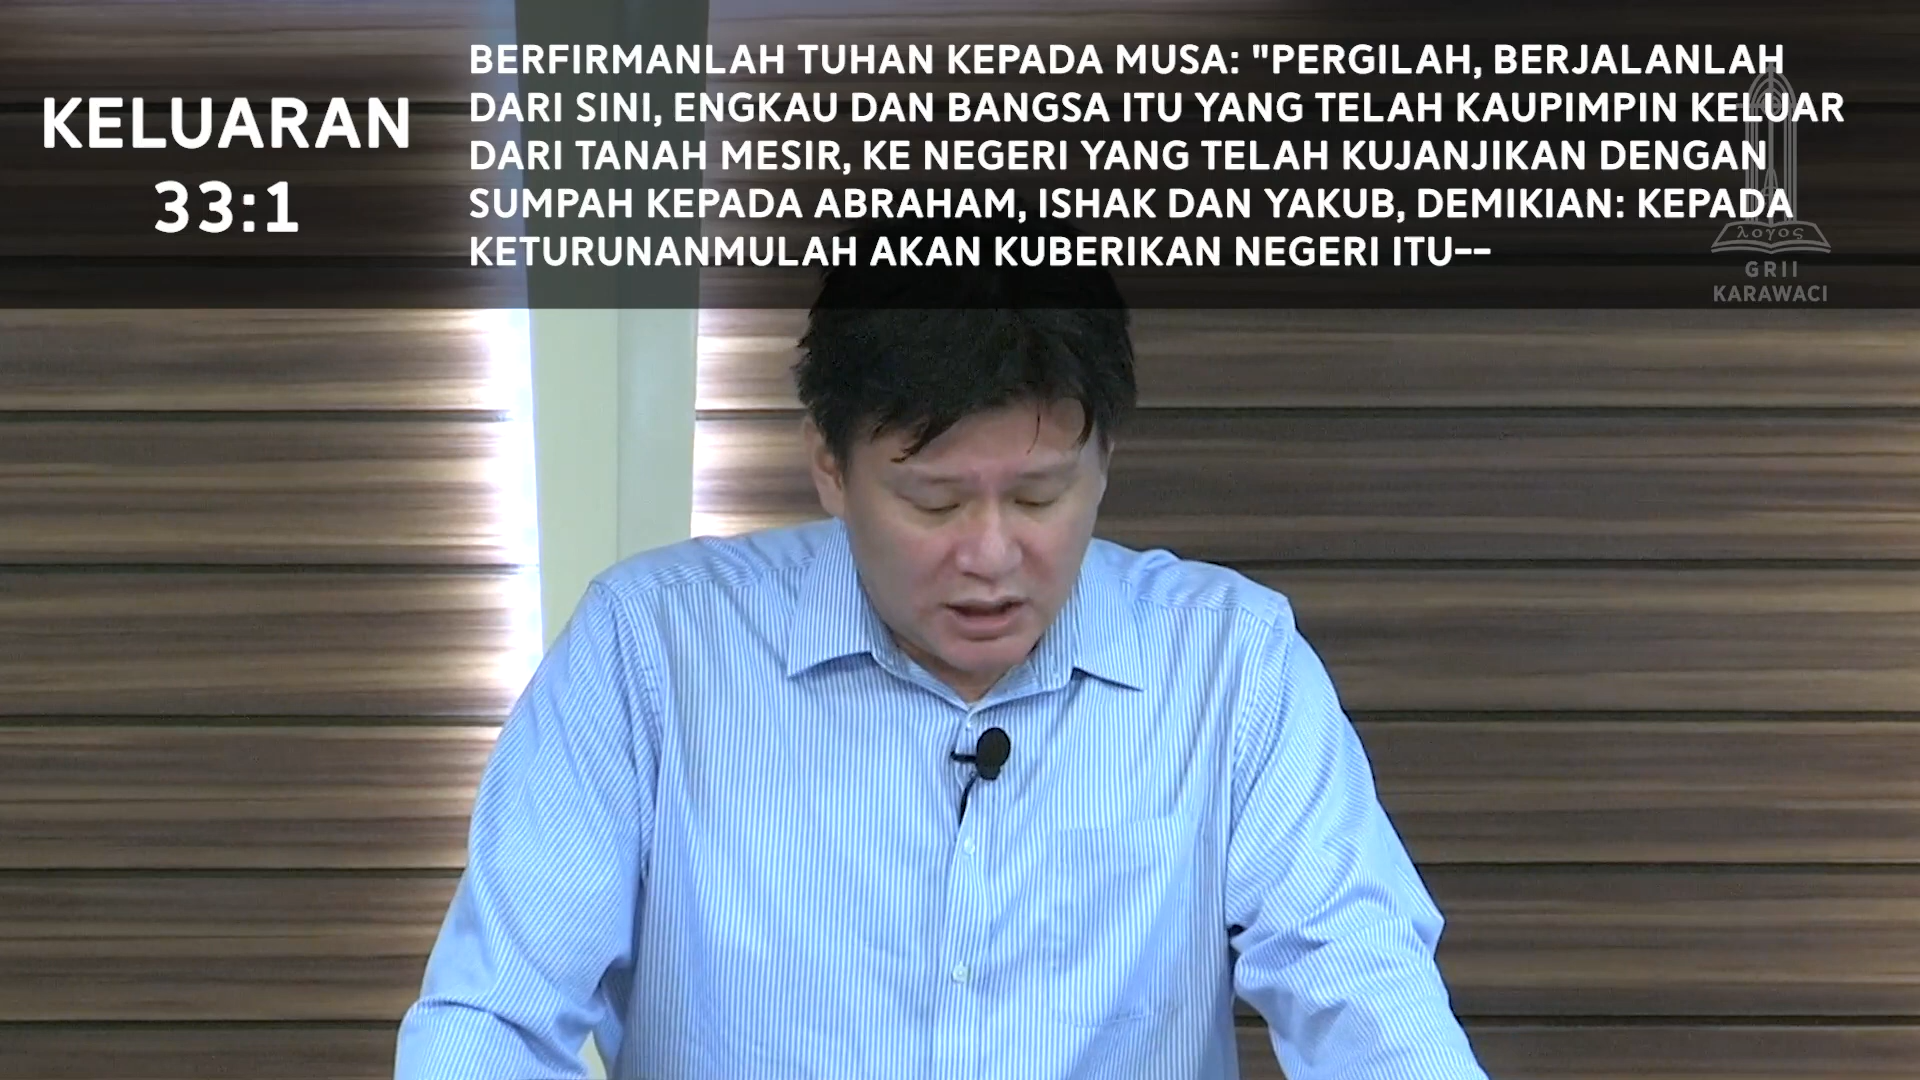 KELUARAN
33:1
BERFIRMANLAH TUHAN KEPADA MUSA: "PERGILAH, BERJALANLAH
DARI SINI, ENGKAU DAN BANGSA ITU YANG TELAH KAUPIMPIN KELUAR
DARI TANAH MESIR, KE NEGERI YANG TELAH KUJANJIKAN DENGAN
SUMPAH KEPADA ABRAHAM, ISHAK DAN YAKUB, DEMIKIAN: KEPADA
KETURUNANMULAH AKAN KUBERIKAN NEGERI ITU--
λογος
GRII
KARAWACI